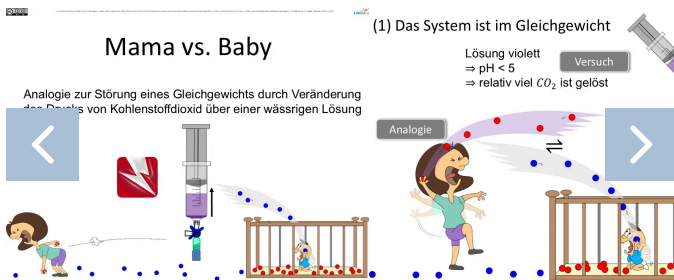 Mama vs. Baby
Analogie zur Störung eines Gleichgewichts durch Veränderung
des Drucks von Kohlenstoffdioxid über einer wässrigen Lösung
(1) Das System ist im Gleichgewicht
Lösung violett
⇒ pH < 5
⇒ relativ viel CO₂ ist gelöst
Versuch
Analogie
⇌